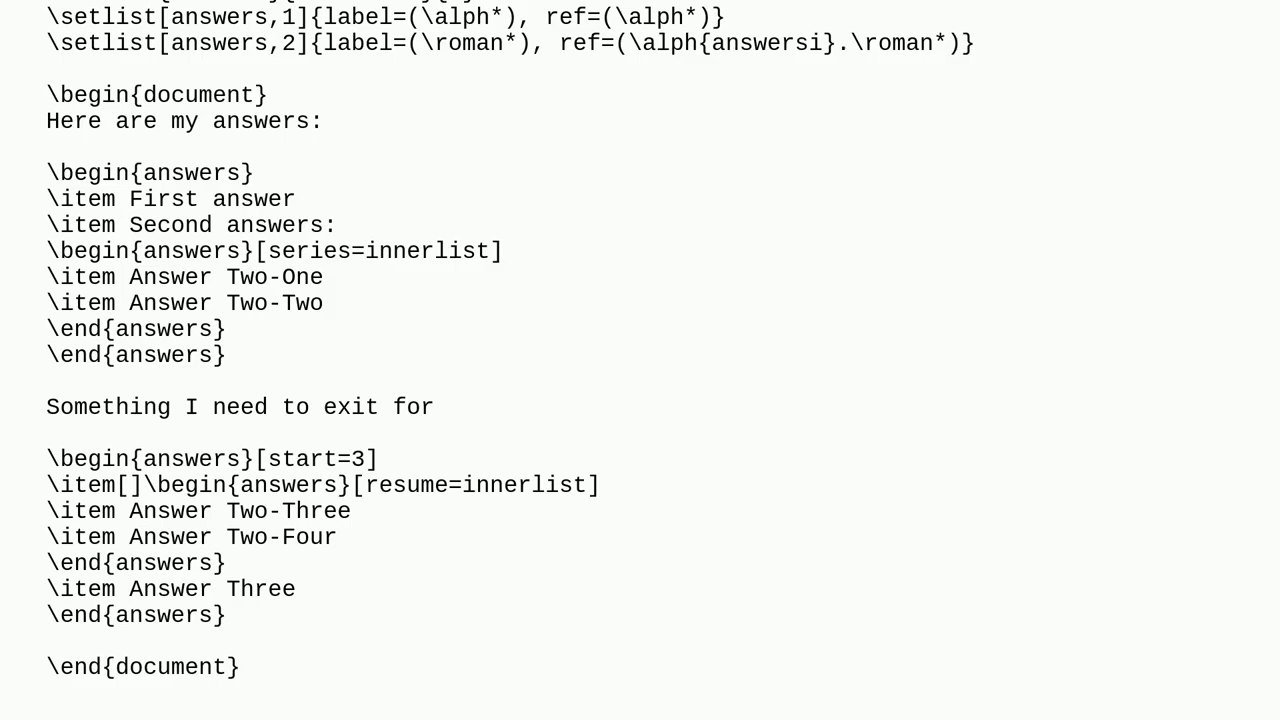 \setlist[answers,1]{label=(\alph*), ref=(\alph*)}
\setlist[answers,2]{label=(\roman*), ref=(\alph{answersi}.\roman*)}
\begin{document}
Here are my answers:
\begin{answers}
\item First answer
\item Second answers:
\begin{answers}[series=innerlist]
\item Answer Two-One
\item Answer Two-Two
\end{answers}
\end{answers}
Something I need to exit for
\begin{answers}[start=3]
\item[]\begin{answers}[resume=innerlist]
\item Answer Two-Three
\item Answer Two-Four
\end{answers}
\item Answer Three
\end{answers}
\end{document}